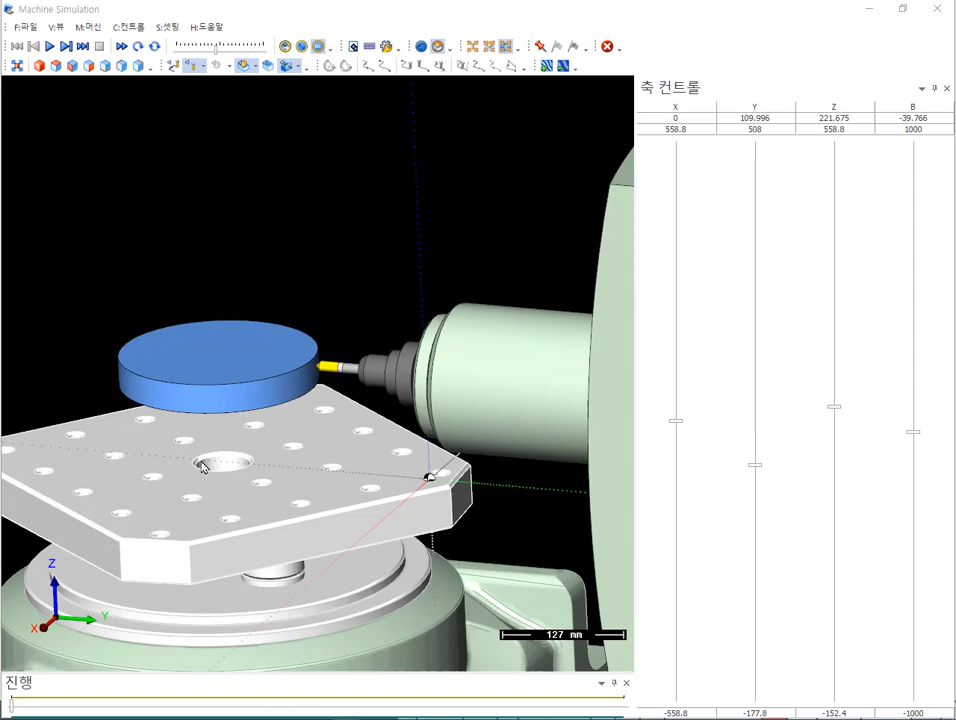 Machine Simulation
F:파일 V:뷰 M:머신 C:컨트롤 S:셋팅 H:도움말
축 컨트롤
X Y Z B
0 109.996 221.675 -39.766
558.8 508 558.8 1000
Z
Y
X
127 mm
진행
-558.8 -177.8 -152.4 -1000